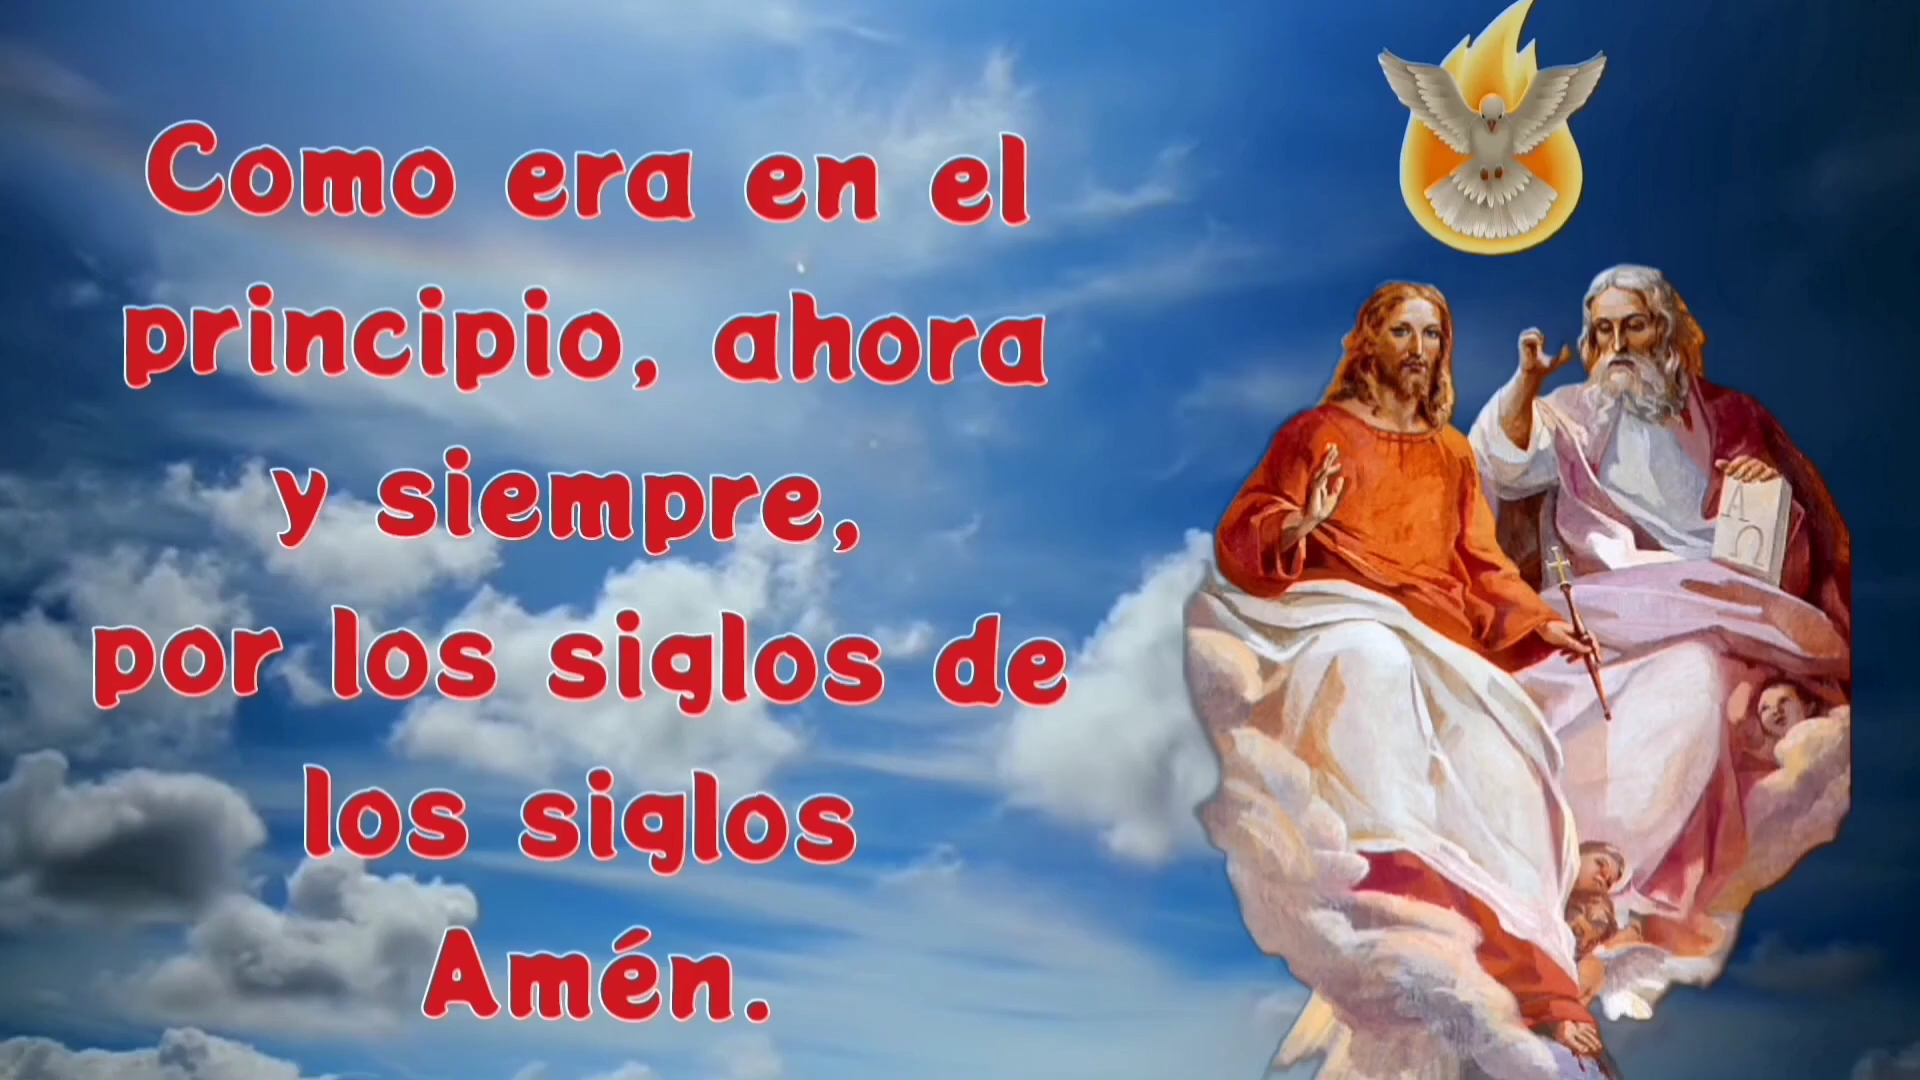 Como era en el
principio, ahora
y siempre,
por los siglos de
los siglos
Amén.
Α
Ω